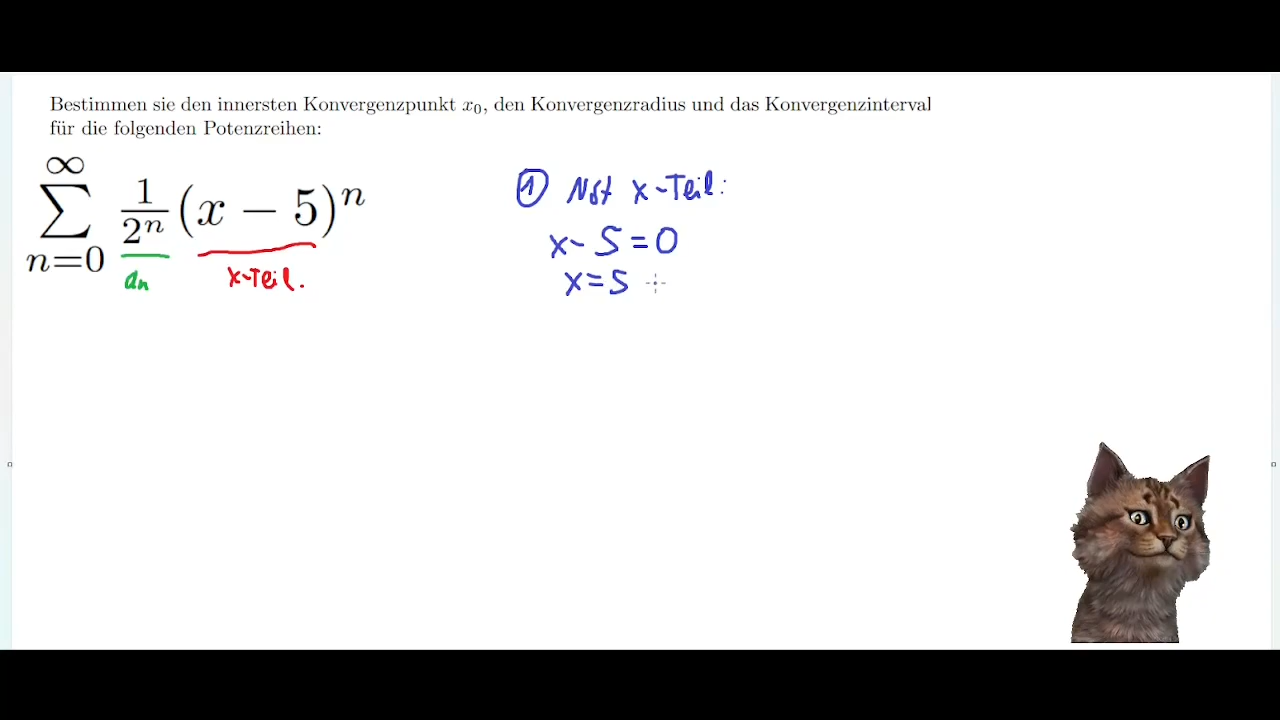 Bestimmen sie den innersten Konvergenzpunkt x₀, den Konvergenzradius und das Konvergenzinterval
für die folgenden Potenzreihen:
∑_{n=0}^{∞} 1/2ⁿ (x − 5)ⁿ
an
x-Teil.
① Nst x-Teil:
x - 5 = 0
x = 5